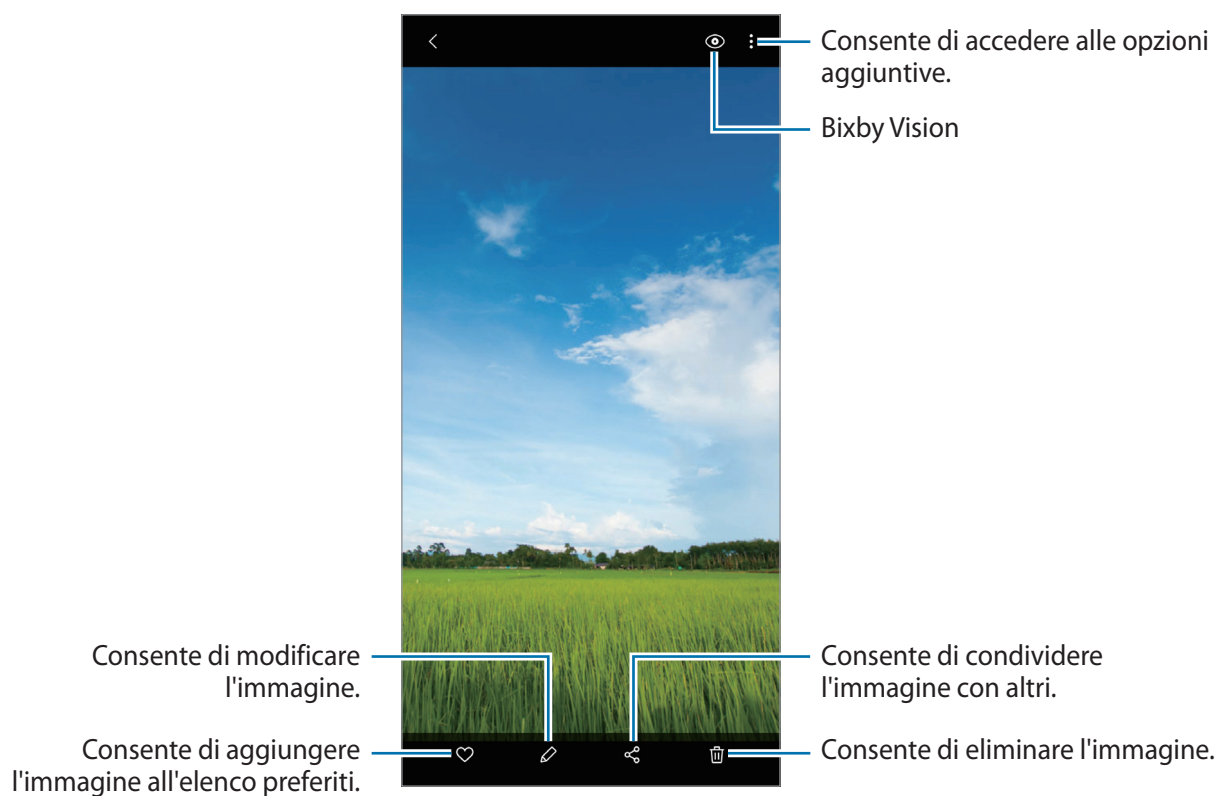 Consente di accedere alle opzioni
aggiuntive.
Bixby Vision
Consente di modificare
l'immagine.
Consente di condividere
l'immagine con altri.
Consente di aggiungere
l'immagine all'elenco preferiti.
Consente di eliminare l'immagine.